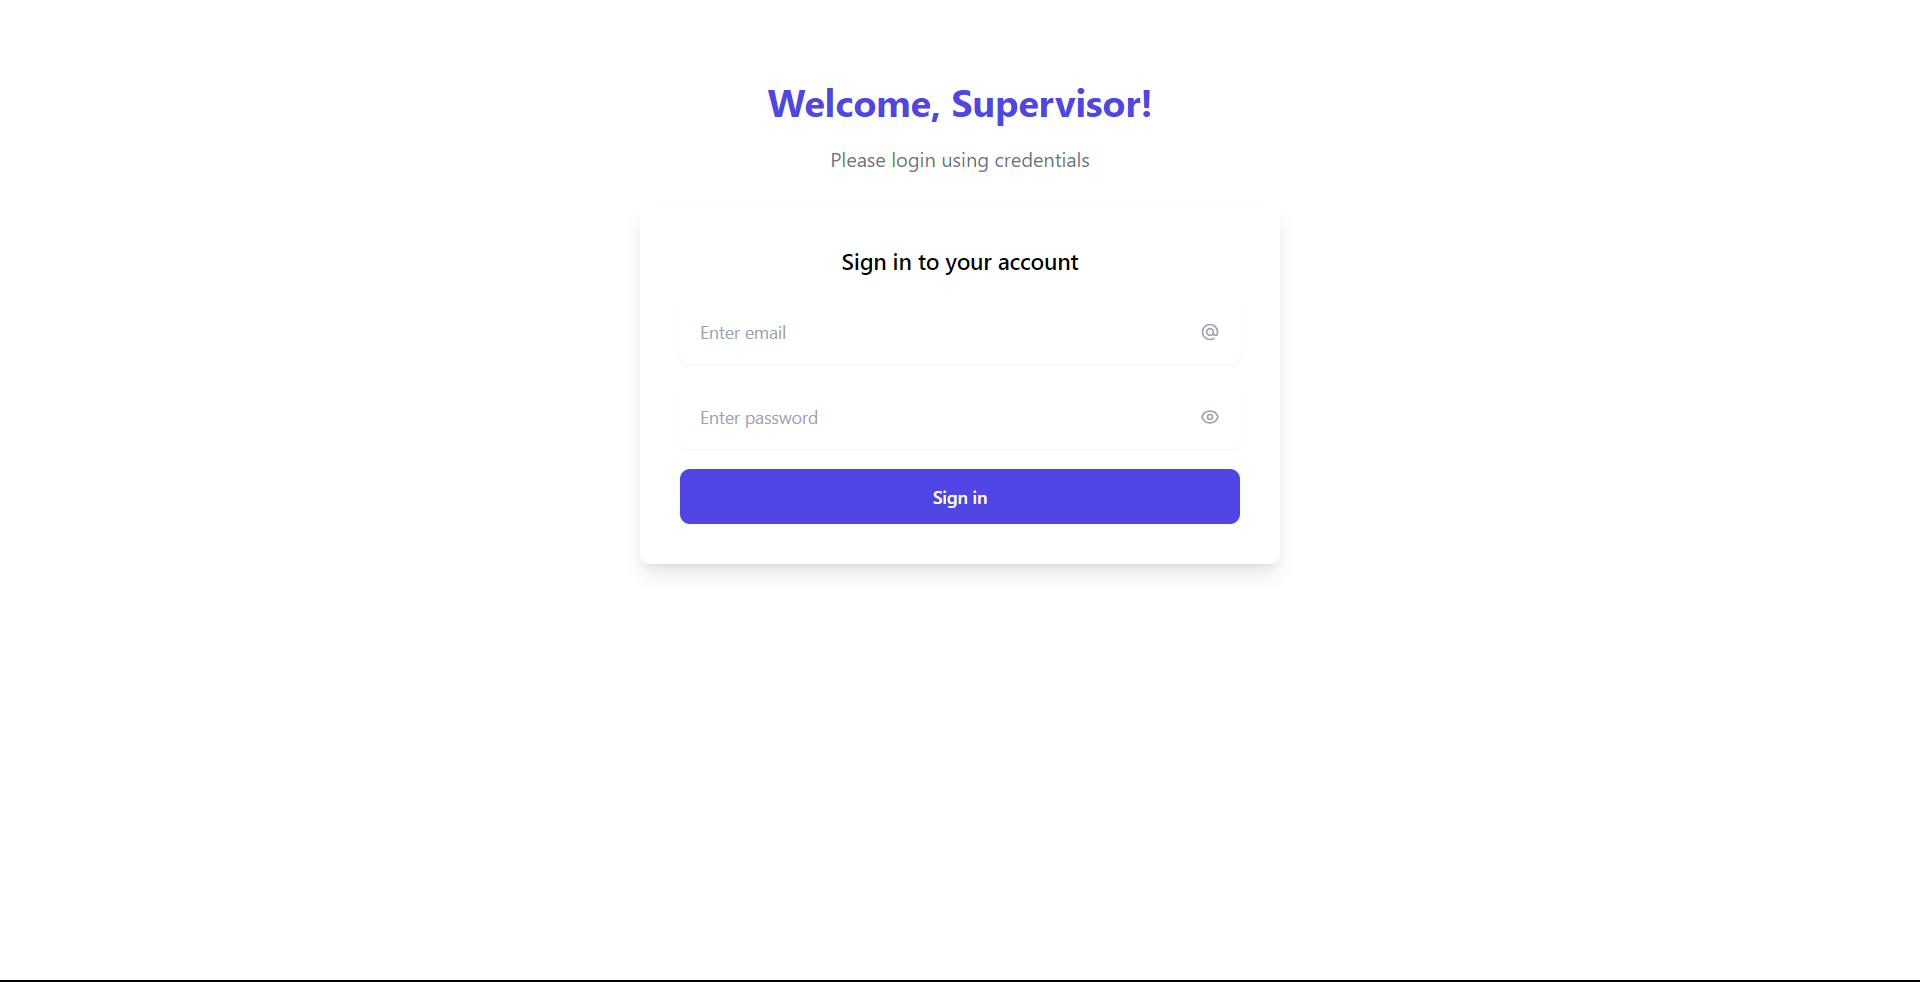 Welcome, Supervisor!
Please login using credentials
Sign in to your account
Enter email
Enter password
Sign in